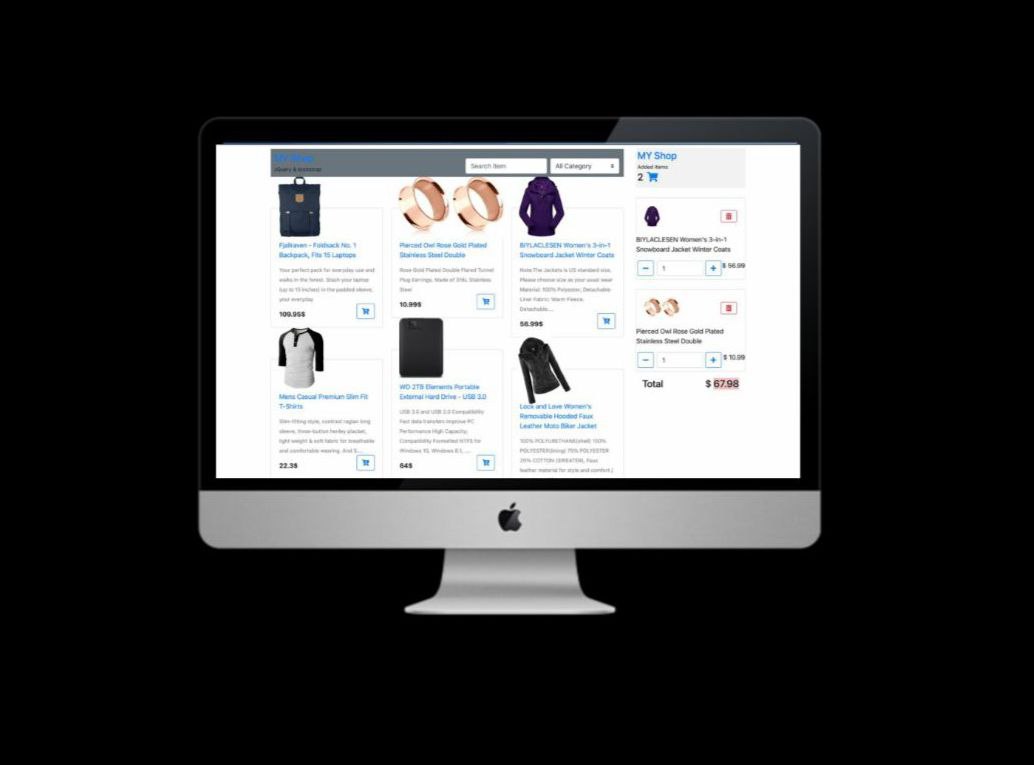 MY Shop
jQuery & bootstrap
Search item
All Category
Fjallraven - Foldsack No. 1
Backpack, Fits 15 Laptops
Your perfect pack for everyday use and
walks in the forest. Stash your laptop
(up to 15 inches) in the padded sleeve,
your everyday
109.95$
Pierced Owl Rose Gold Plated
Stainless Steel Double
Rose Gold Plated Double Flared Tunnel
Plug Earrings. Made of 316L Stainless
Steel
10.99$
BIYLACLESEN Women's 3-in-1
Snowboard Jacket Winter Coats
Note:The Jackets is US standard size,
Please choose size as your usual wear
Material: 100% Polyester; Detachable
Liner Fabric: Warm Fleece.
Detachable....
56.99$
Mens Casual Premium Slim Fit
T-Shirts
Slim-fitting style, contrast raglan long
sleeve, three-button henley placket,
light weight & soft fabric for breathable
and comfortable wearing. And S...
22.3$
WD 2TB Elements Portable
External Hard Drive - USB 3.0
USB 3.0 and USB 2.0 Compatibility
Fast data transfers Improve PC
Performance High Capacity;
Compatibility Formatted NTFS for
Windows 10, Windows 8.1, ...
64$
Lock and Love Women's
Removable Hooded Faux
Leather Moto Biker Jacket
100% POLYURETHANE(shell) 100%
POLYESTER(lining) 75% POLYESTER
25% COTTON (SWEATER), Faux
leather material for style and comfort /
MY Shop
Added items
2
BIYLACLESEN Women's 3-in-1
Snowboard Jacket Winter Coats
− 1 + $ 56.99
Pierced Owl Rose Gold Plated
Stainless Steel Double
− 1 + $ 10.99
Total $ 67.98